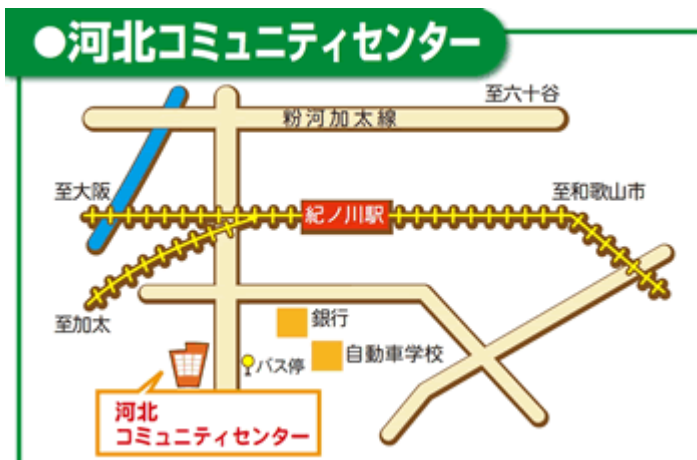 ●河北コミュニティセンター
至六十谷
粉河加太線
至大阪
紀ノ川駅
至和歌山市
至加太
銀行
自動車学校
バス停
河北
コミュニティセンター